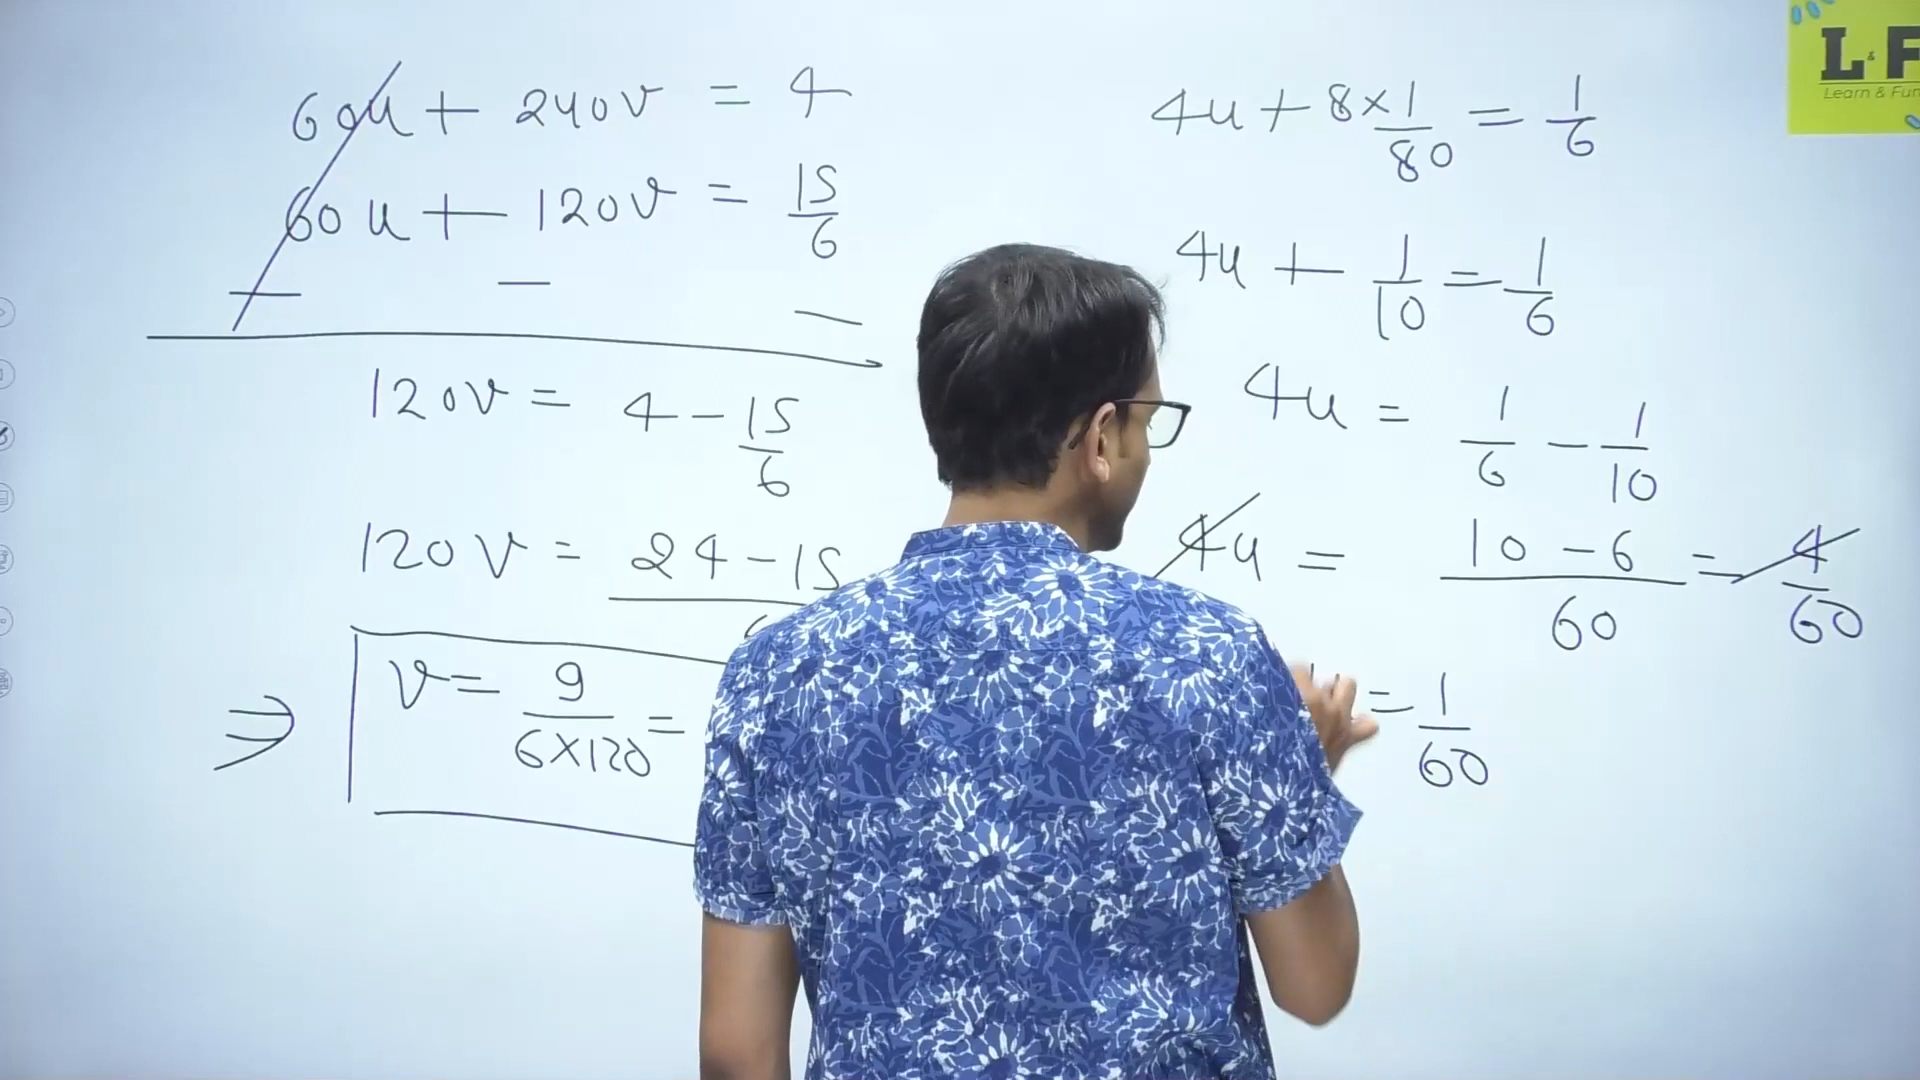 60u + 240v = 4
60u + 120v = 15/6
− − −
120v = 4 − 15/6
120v = 24 − 15
⇒ v = 9/6×120 =
4u + 8×1/80 = 1/6
4u + 1/10 = 1/6
4u = 1/6 − 1/10
4u = 10 − 6/60 = 4/60
= 1/60
L & F
Learn & Fun